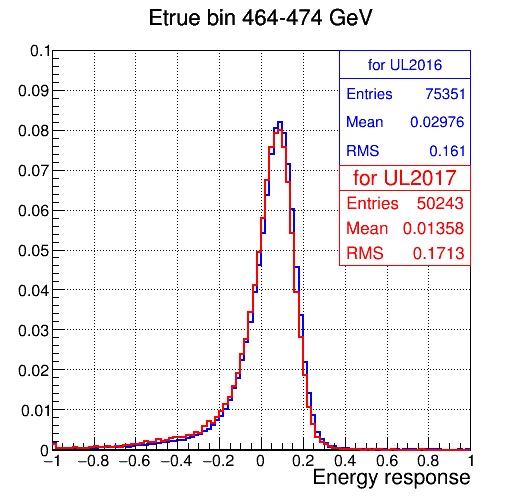 Etrue bin 464-474 GeV
for UL2016
Entries 75351
Mean 0.02976
RMS 0.161
for UL2017
Entries 50243
Mean 0.01358
RMS 0.1713
0.1
0.09
0.08
0.07
0.06
0.05
0.04
0.03
0.02
0.01
0
−1 −0.8 −0.6 −0.4 −0.2 0 0.2 0.4 0.6 0.8 1
Energy response